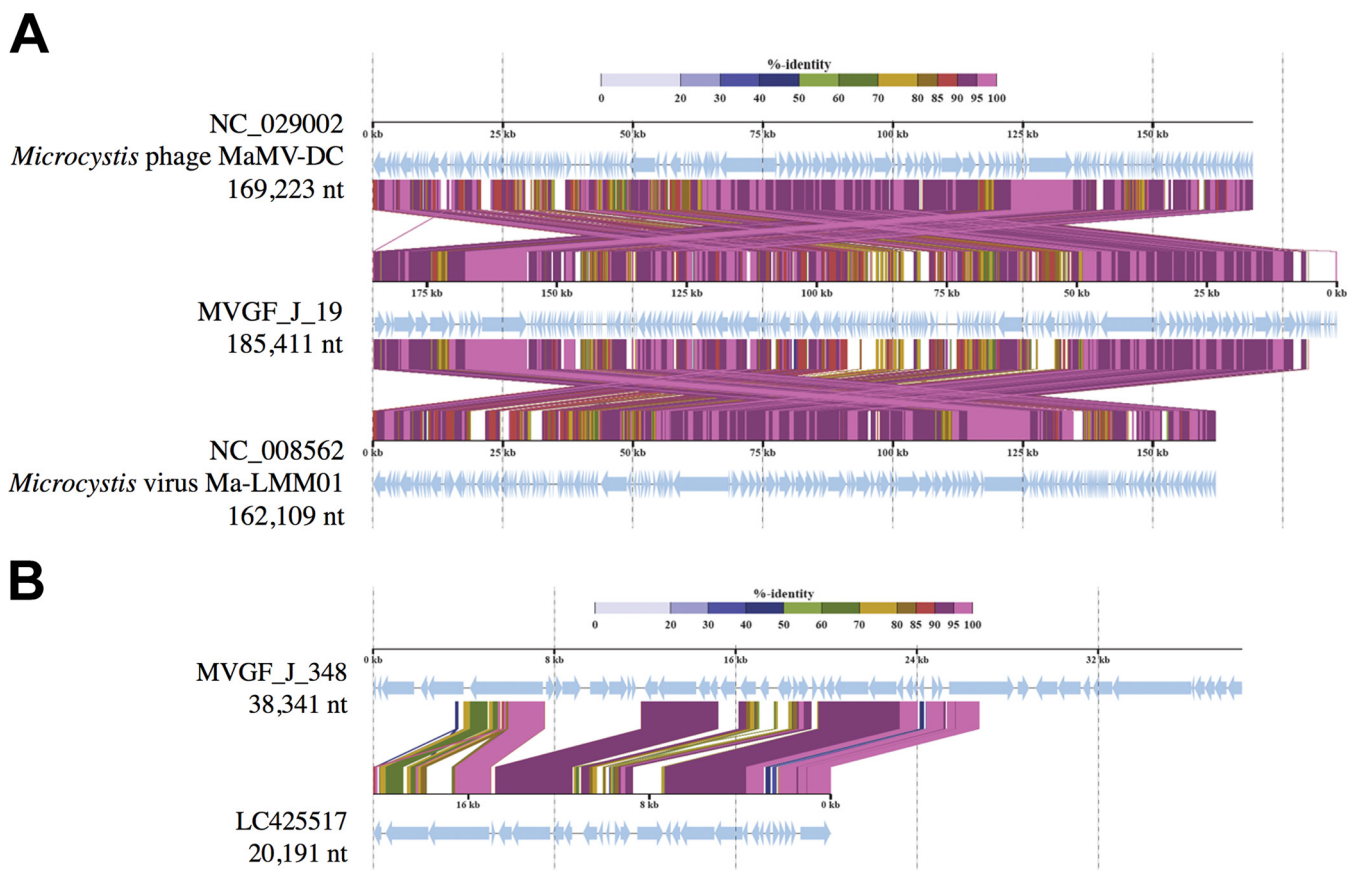 A
%-identity
0 20 30 40 50 60 70 80 85 90 95 100
NC_029002
0 kb 25 kb 50 kb 75 kb 100 kb 125 kb 150 kb
Microcystis phage MaMV-DC
169,223 nt
175 kb 150 kb 125 kb 100 kb 75 kb 50 kb 25 kb 0 kb
MVGF_J_19
185,411 nt
NC_008562
0 kb 25 kb 50 kb 75 kb 100 kb 125 kb 150 kb
Microcystis virus Ma-LMM01
162,109 nt
B
%-identity
0 20 30 40 50 60 70 80 85 90 95 100
0 kb 8 kb 16 kb 24 kb 32 kb
MVGF_J_348
38,341 nt
16 kb 8 kb 0 kb
LC425517
20,191 nt